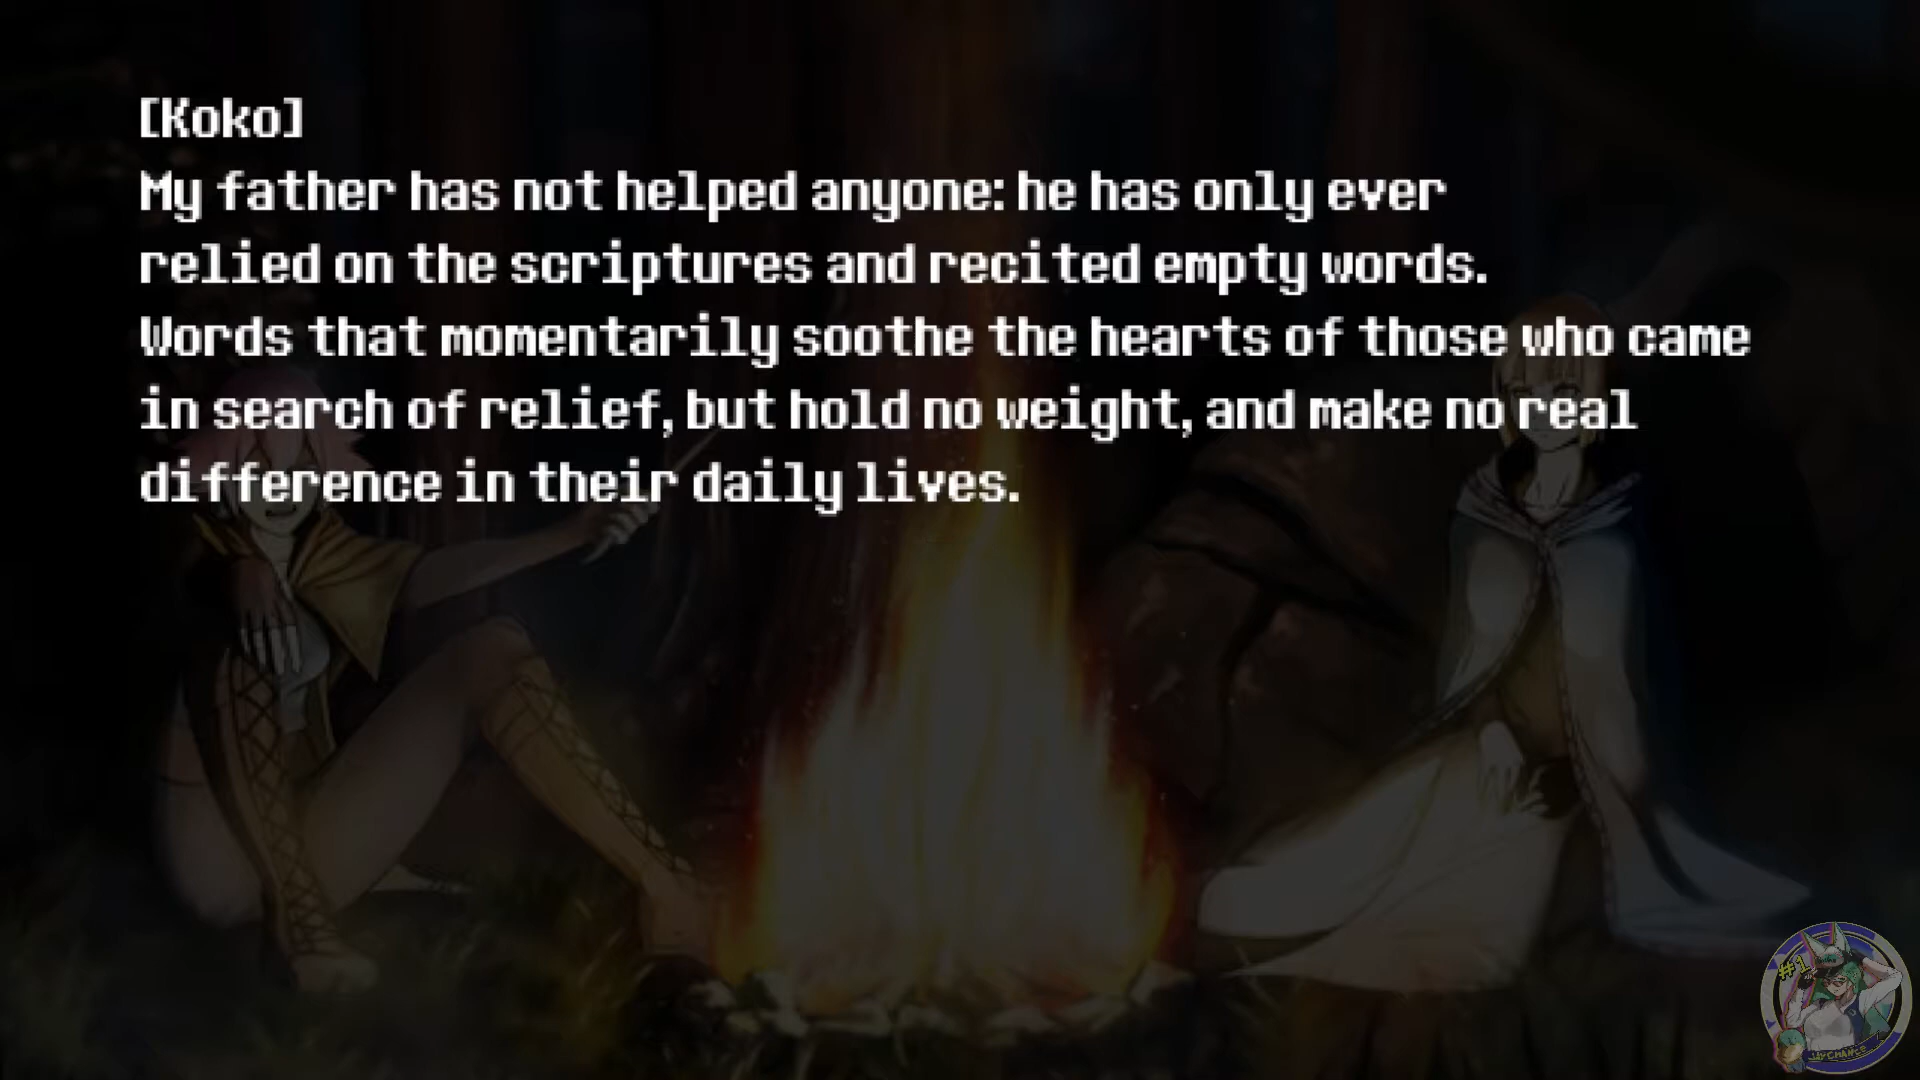 [Koko]
My father has not helped anyone: he has only ever
relied on the scriptures and recited empty words.
Words that momentarily soothe the hearts of those who came
in search of relief, but hold no weight, and make no real
difference in their daily lives.
#1
JAYCHANCE